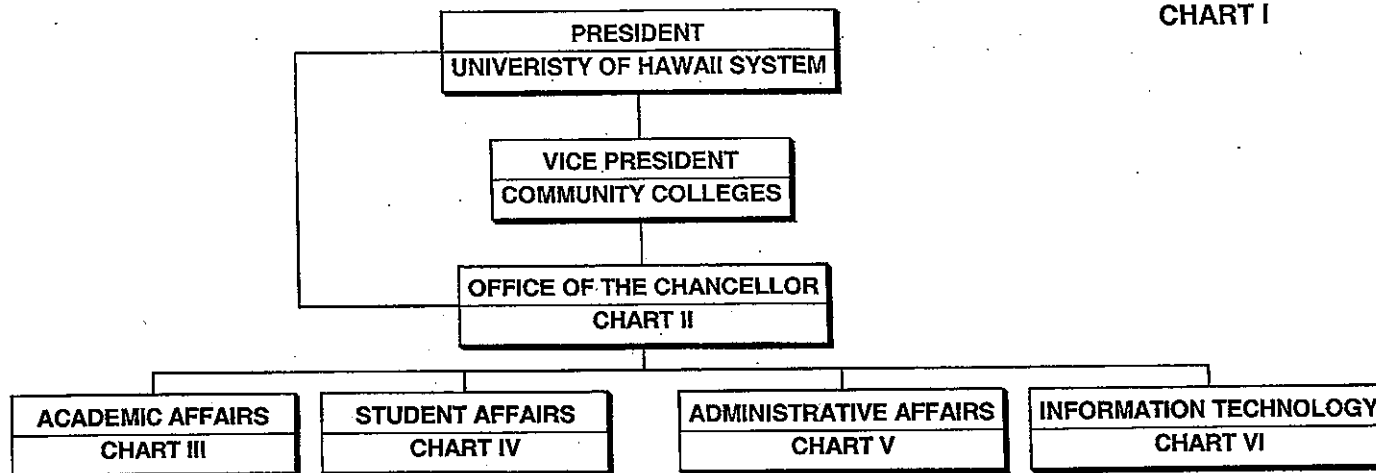 CHART I
PRESIDENT
UNIVERISTY OF HAWAII SYSTEM
VICE PRESIDENT
COMMUNITY COLLEGES
OFFICE OF THE CHANCELLOR
CHART II
ACADEMIC AFFAIRS
CHART III
STUDENT AFFAIRS
CHART IV
ADMINISTRATIVE AFFAIRS
CHART V
INFORMATION TECHNOLOGY
CHART VI